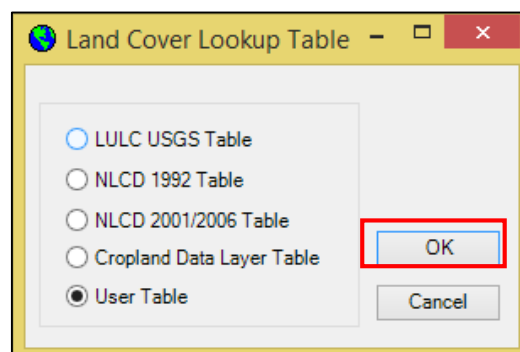 Land Cover Lookup Table
LULC USGS Table
NLCD 1992 Table
NLCD 2001/2006 Table
Cropland Data Layer Table
User Table
OK
Cancel